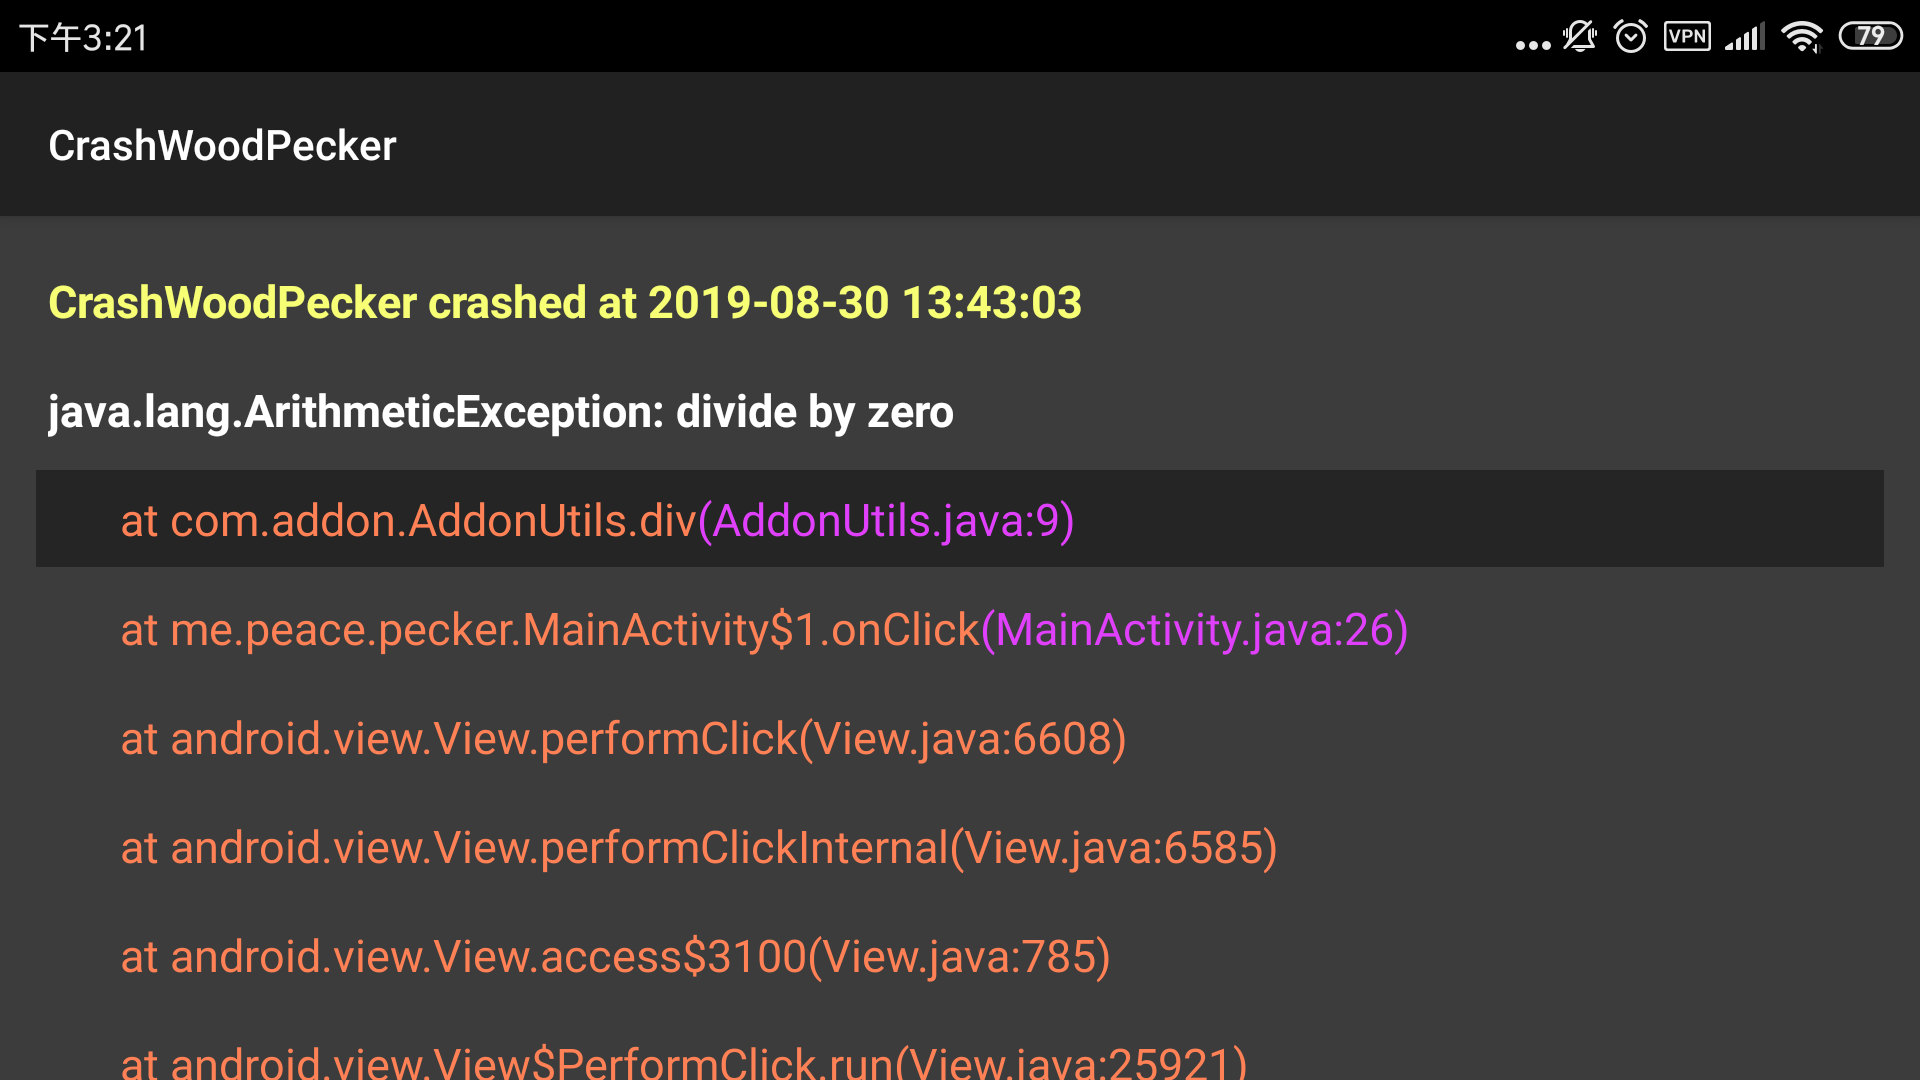 下午3:21
VPN
79
CrashWoodPecker
CrashWoodPecker crashed at 2019-08-30 13:43:03
java.lang.ArithmeticException: divide by zero
at com.addon.AddonUtils.div(AddonUtils.java:9)
at me.peace.pecker.MainActivity$1.onClick(MainActivity.java:26)
at android.view.View.performClick(View.java:6608)
at android.view.View.performClickInternal(View.java:6585)
at android.view.View.access$3100(View.java:785)
at android.view.View$PerformClick.run(View.java:25921)